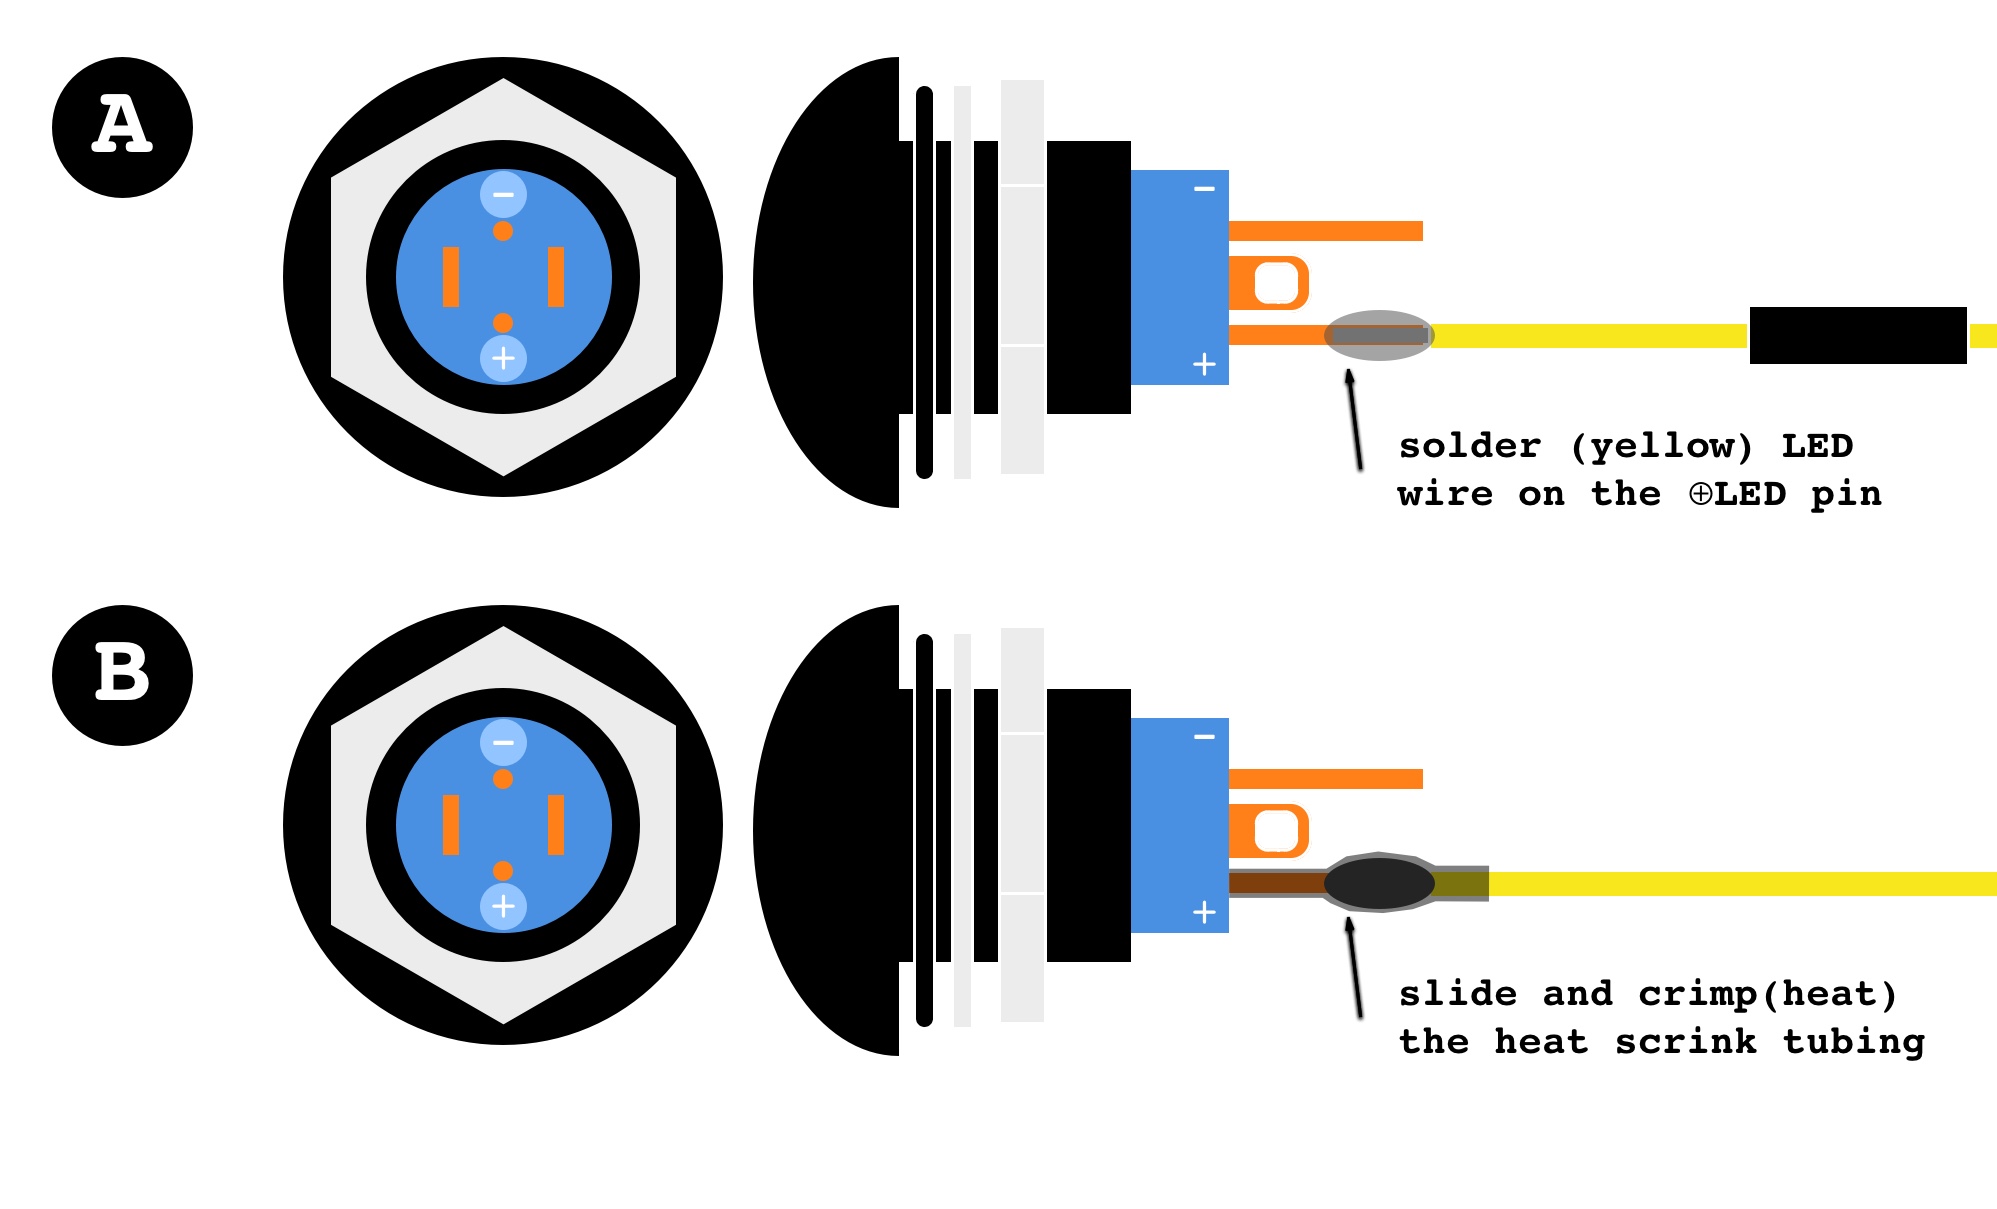 A
−
−
+
+
solder (yellow) LED
wire on the ⊕LED pin
B
−
−
+
+
slide and crimp(heat)
the heat scrink tubing